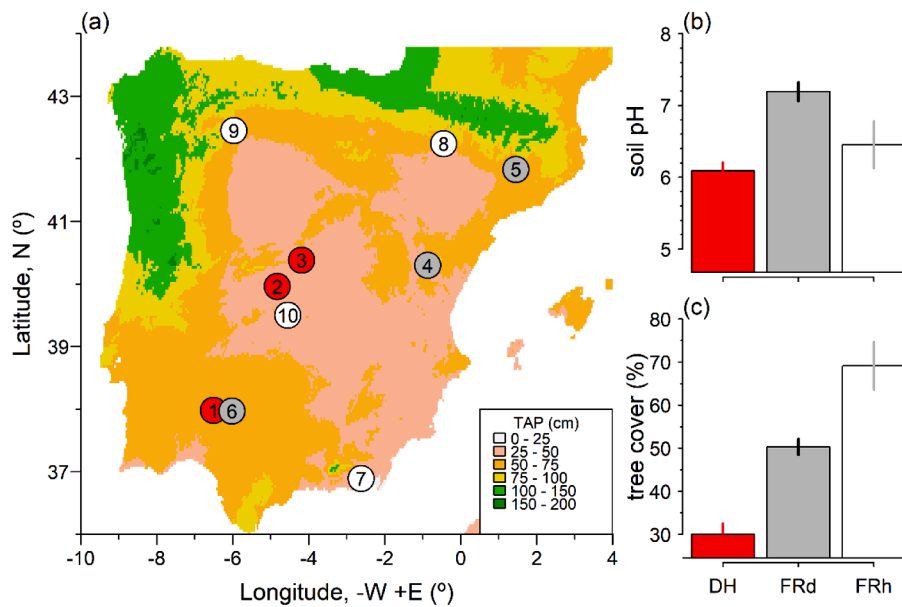 (a)
43
41
39
37
Latitude, N (º)
-10 -8 -6 -4 -2 0 2 4
Longitude, -W +E (º)
9
8
5
3
4
2
10
1 6
7
TAP (cm)
0 - 25
25 - 50
50 - 75
75 - 100
100 - 150
150 - 200
(b)
8
7
6
5
soil pH
(c)
80
70
60
50
40
30
tree cover (%)
DH FRd FRh